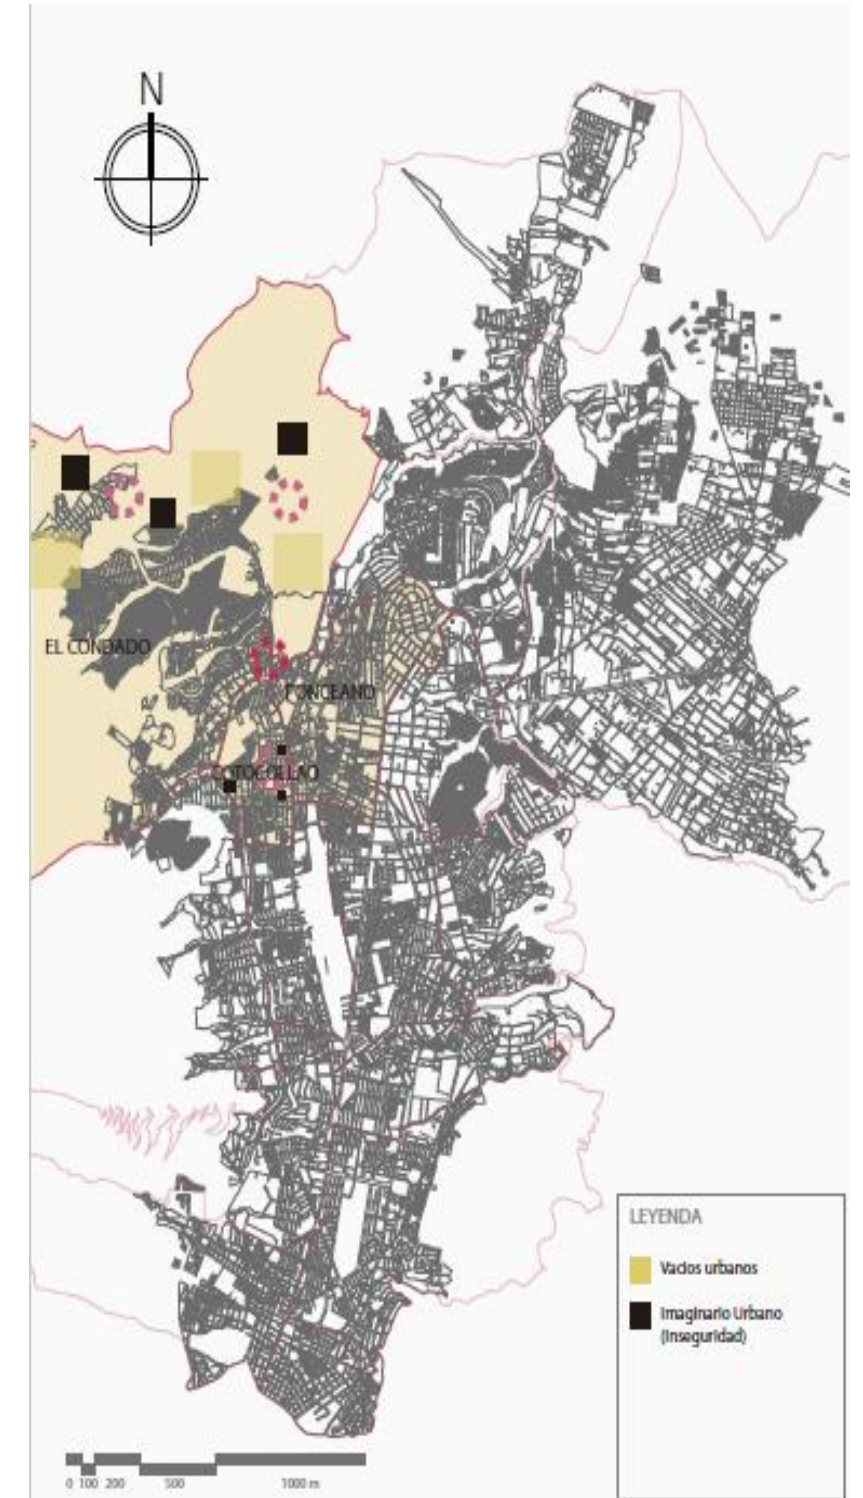 N
EL CONDADO
PONCEANO
COTOCOLLAO
LEYENDA
Vacios urbanos
Imaginario Urbano
(Inseguridad)
0 100 200 500 1000 m